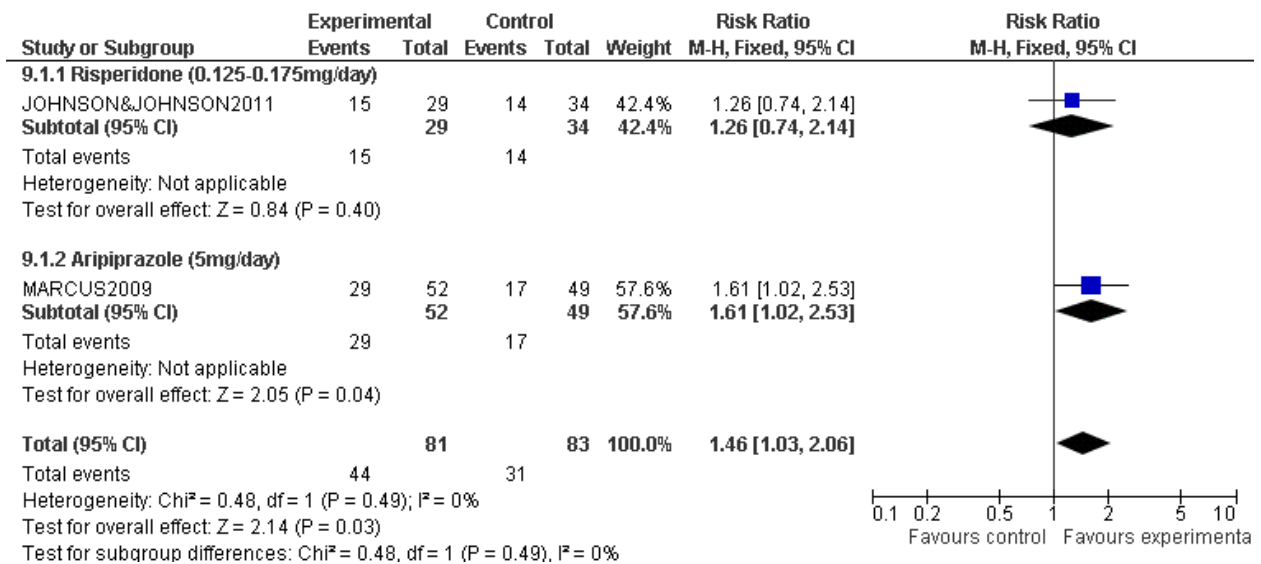 Experimental Control Risk Ratio Risk Ratio
Study or Subgroup Events Total Events Total Weight M-H, Fixed, 95% CI M-H, Fixed, 95% CI
9.1.1 Risperidone (0.125-0.175mg/day)
JOHNSON&JOHNSON2011 15 29 14 34 42.4% 1.26 [0.74, 2.14]
Subtotal (95% CI) 29 34 42.4% 1.26 [0.74, 2.14]
Total events 15 14
Heterogeneity: Not applicable
Test for overall effect: Z = 0.84 (P = 0.40)
9.1.2 Aripiprazole (5mg/day)
MARCUS2009 29 52 17 49 57.6% 1.61 [1.02, 2.53]
Subtotal (95% CI) 52 49 57.6% 1.61 [1.02, 2.53]
Total events 29 17
Heterogeneity: Not applicable
Test for overall effect: Z = 2.05 (P = 0.04)
Total (95% CI) 81 83 100.0% 1.46 [1.03, 2.06]
Total events 44 31
Heterogeneity: Chi² = 0.48, df = 1 (P = 0.49); I² = 0%
Test for overall effect: Z = 2.14 (P = 0.03)
Test for subgroup differences: Chi² = 0.48, df = 1 (P = 0.49), I² = 0%
0.1 0.2 0.5 1 2 5 10
Favours control Favours experimenta